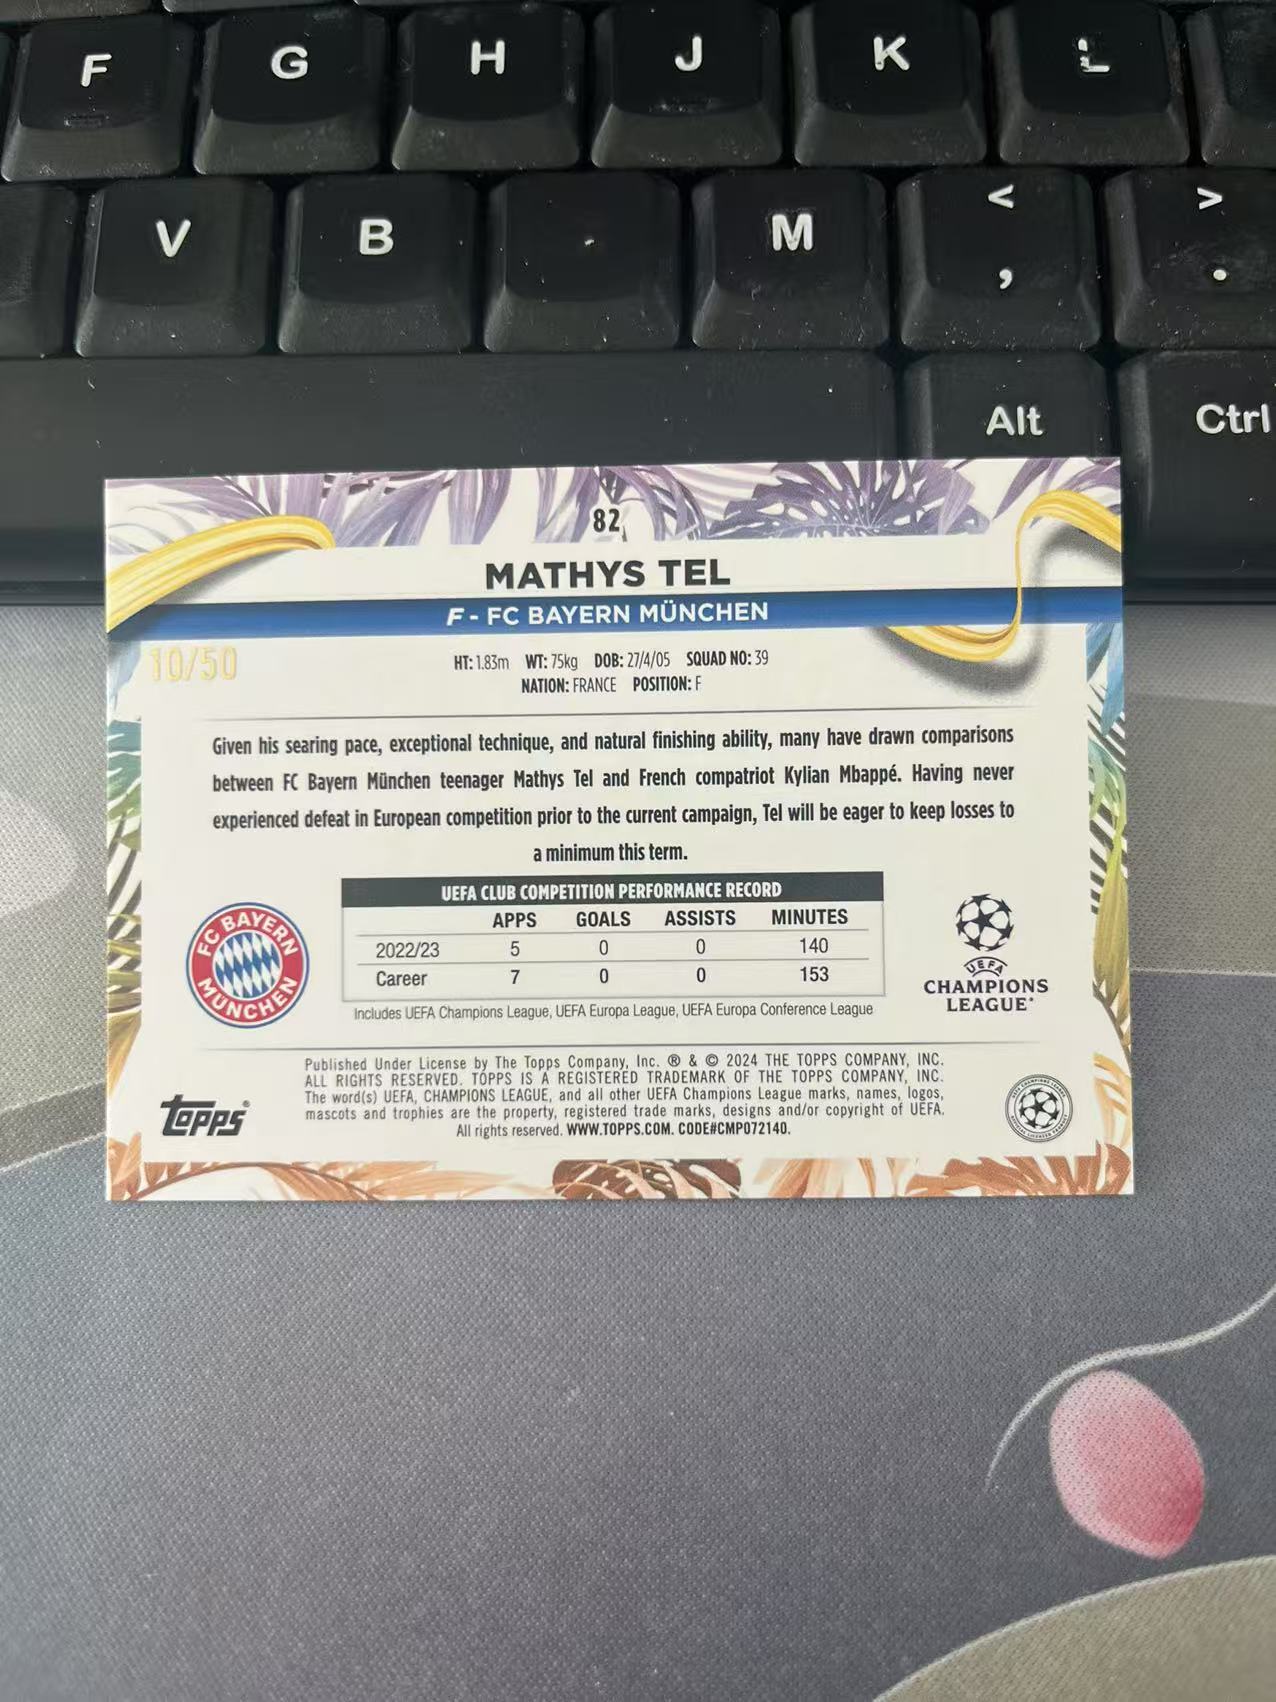 F G H J K L
V B M < ,  > .
Alt Ctrl
82
MATHYS TEL
F - FC BAYERN MÜNCHEN
10/50
HT: 1.83m WT: 75kg DOB: 27/4/05 SQUAD NO: 39
NATION: FRANCE POSITION: F
Given his searing pace, exceptional technique, and natural finishing ability, many have drawn comparisons
between FC Bayern München teenager Mathys Tel and French compatriot Kylian Mbappé. Having never
experienced defeat in European competition prior to the current campaign, Tel will be eager to keep losses to
a minimum this term.
UEFA CLUB COMPETITION PERFORMANCE RECORD
APPS GOALS ASSISTS MINUTES
2022/23 5 0 0 140
Career 7 0 0 153
Includes UEFA Champions League, UEFA Europa League, UEFA Europa Conference League
FC BAYERN
MÜNCHEN
UEFA
CHAMPIONS
LEAGUE®
Published Under License by The Topps Company, Inc. ® & © 2024 THE TOPPS COMPANY, INC.
ALL RIGHTS RESERVED. TOPPS IS A REGISTERED TRADEMARK OF THE TOPPS COMPANY, INC.
The word(s) UEFA, CHAMPIONS LEAGUE, and all other UEFA Champions League marks, names, logos,
mascots and trophies are the property, registered trade marks, designs and/or copyright of UEFA.
All rights reserved. WWW.TOPPS.COM. CODE#CMP072140.
Topps®